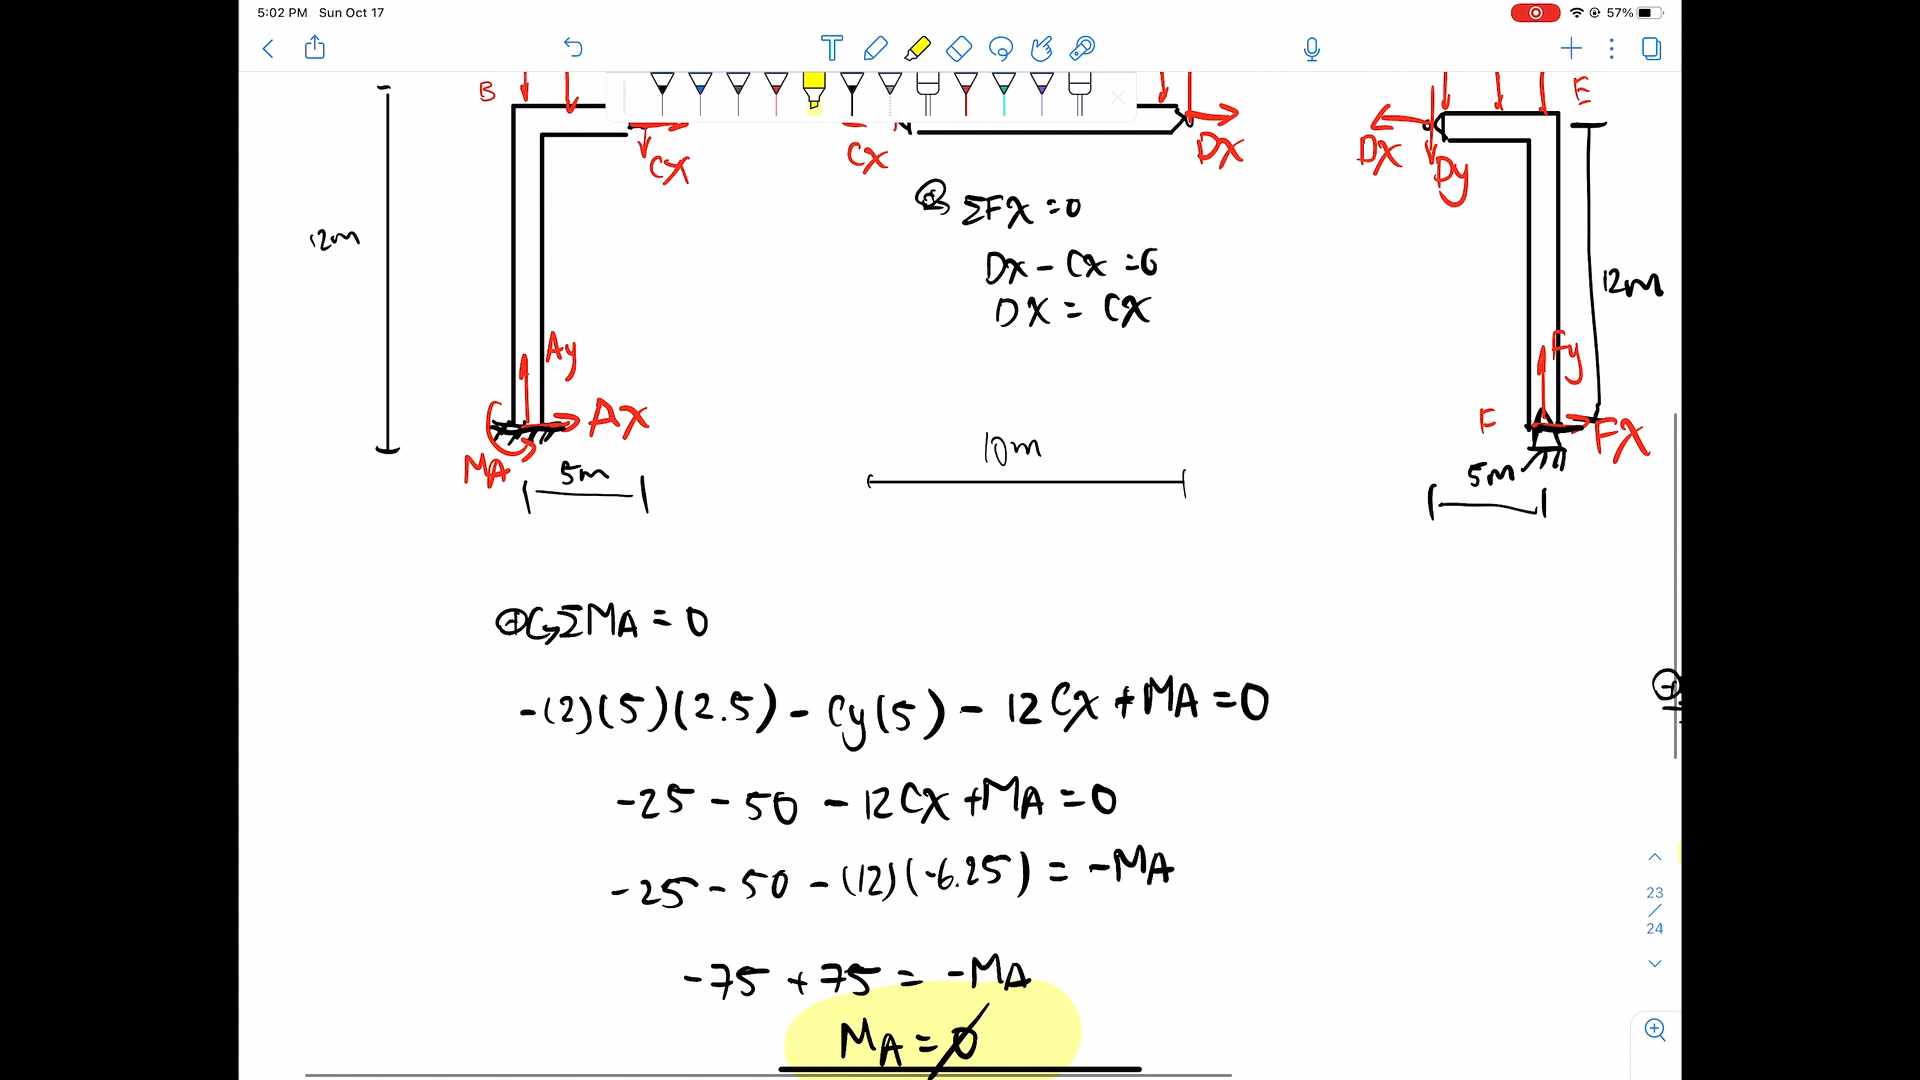 5:02 PM Sun Oct 17
57%
B
E
CX
CX
DX
DX
Dy
12m
ΣFX = 0
DX - CX = 0
DX = CX
12m
Ay
AX
MA
5m
10m
Fy
F
FX
5m
+ ΣMA = 0
-(2)(5)(2.5) - Cy(5) - 12CX + MA = 0
-25 - 50 - 12CX + MA = 0
-25 - 50 - (12)(-6.25) = -MA
-75 + 75 = -MA
MA = 0
23
/
24